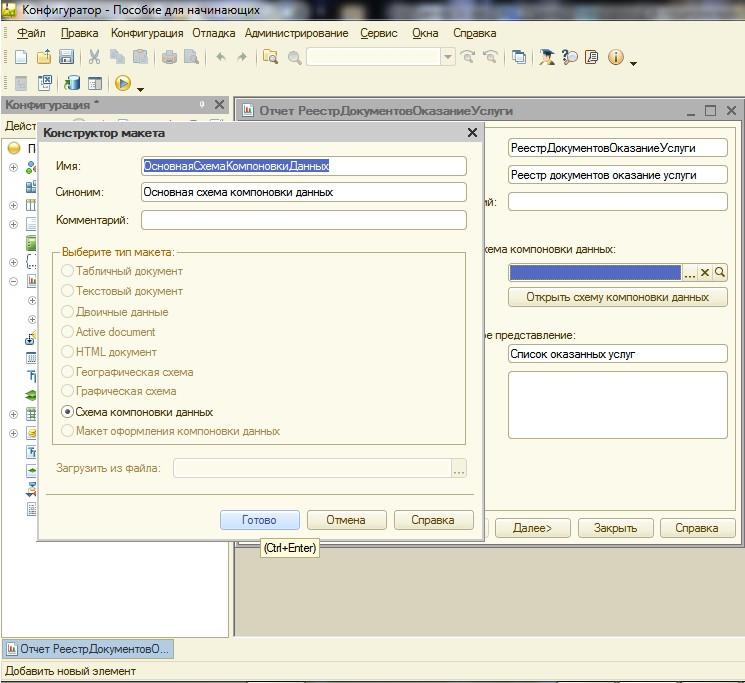 Конфигуратор - Пособие для начинающих
Файл Правка Конфигурация Отладка Администрирование Сервис Окна Справка
Конфигурация *
Отчет РеестрДокументовОказаниеУслуги
Дейст
Конструктор макета
Имя: ОсновнаяСхемаКомпоновкиДанных
Синоним: Основная схема компоновки данных
Комментарий:
Выберите тип макета:
Табличный документ
Текстовый документ
Двоичные данные
Active document
HTML документ
Географическая схема
Графическая схема
Схема компоновки данных
Макет оформления компоновки данных
Загрузить из файла: ...
Готово Отмена Справка
(Ctrl+Enter)
РеестрДокументовОказаниеУслуги
Реестр документов оказание услуги
ий:
хема компоновки данных:
...
Открыть схему компоновки данных
ое представление:
Список оказанных услуг
Далее> Закрыть Справка
Отчет РеестрДокументовО...
Добавить новый элемент